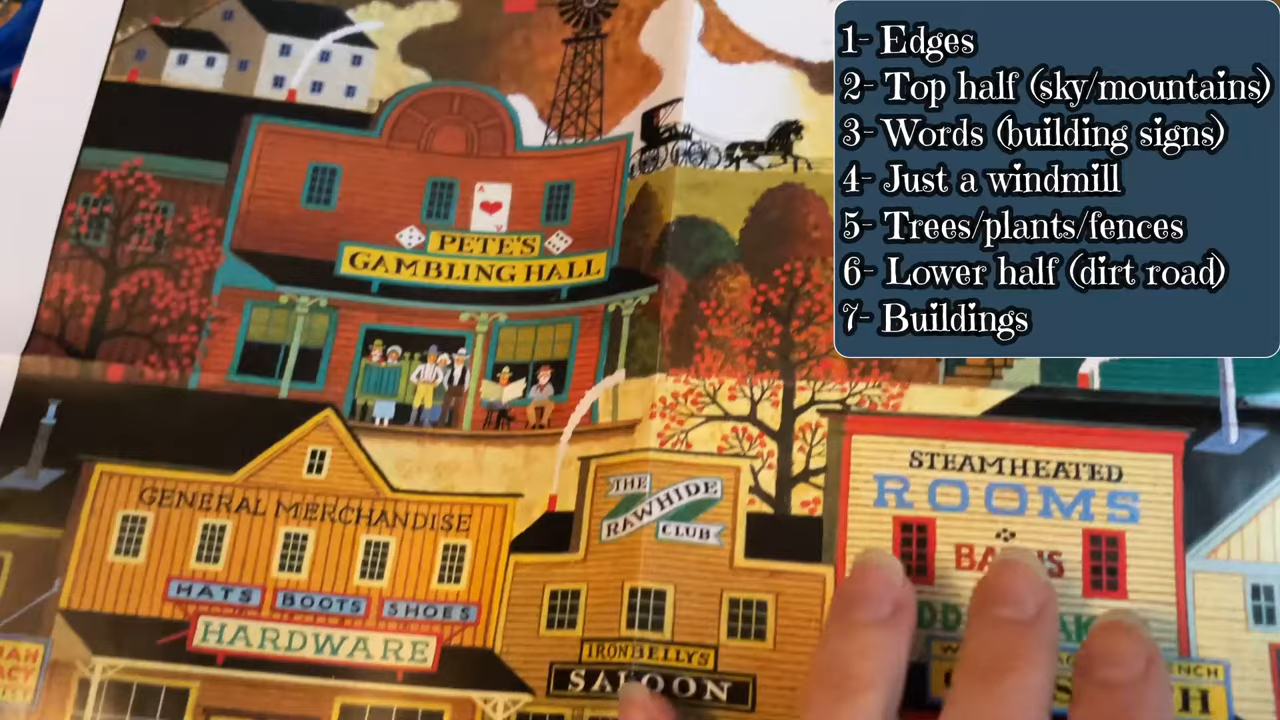 1- Edges
2- Top half (sky/mountains)
3- Words (building signs)
4- Just a windmill
5- Trees/plants/fences
6- Lower half (dirt road)
7- Buildings
A
PETE'S
GAMBLING HALL
THE
RAWHIDE
CLUB
STEAMHEATED
ROOMS
GENERAL MERCHANDISE
HATS BOOTS SHOES
HARDWARE
IRONBELLY'S
SALOON